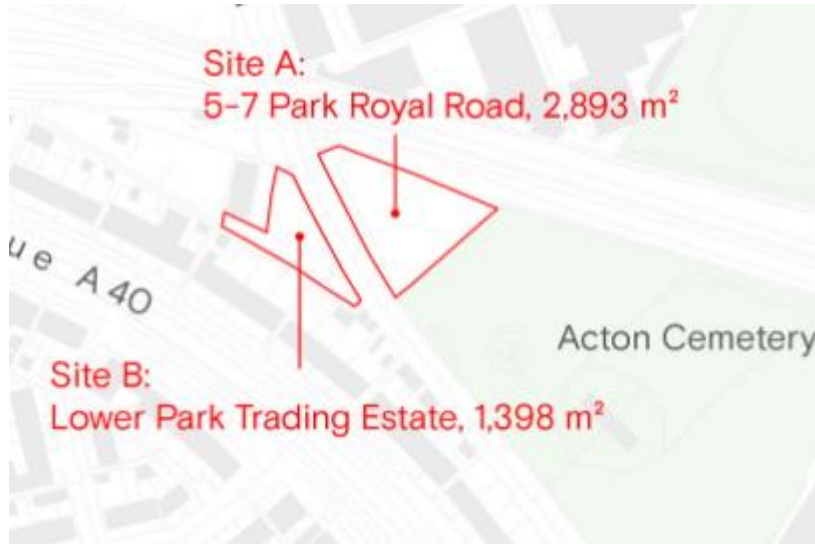 Site A:
5–7 Park Royal Road, 2,893 m²
ue A40
Acton Cemetery
Site B:
Lower Park Trading Estate, 1,398 m²